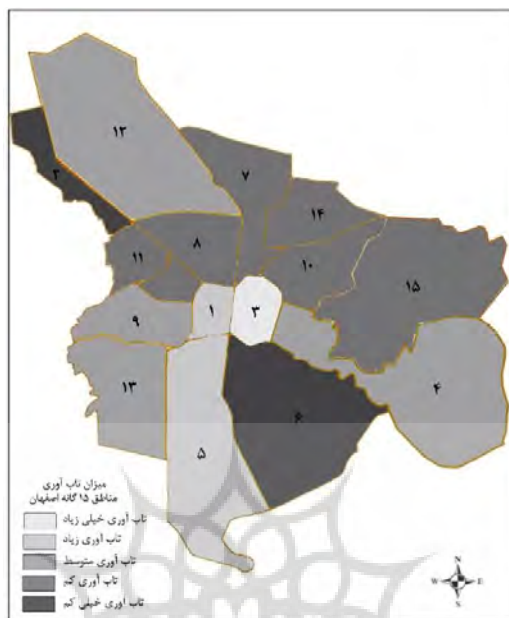 ۱۲
۲
۷
۱۴
۸
۱۱
۱۰
۱۵
۱
۳
۹
۴
۱۳
۶
۵
میزان تاب آوری
مناطق ۱۵ گانه اصفهان
تاب آوری خیلی زیاد
تاب آوری زیاد
تاب آوری متوسط
تاب آوری کم
تاب آوری خیلی کم
N
W E
S